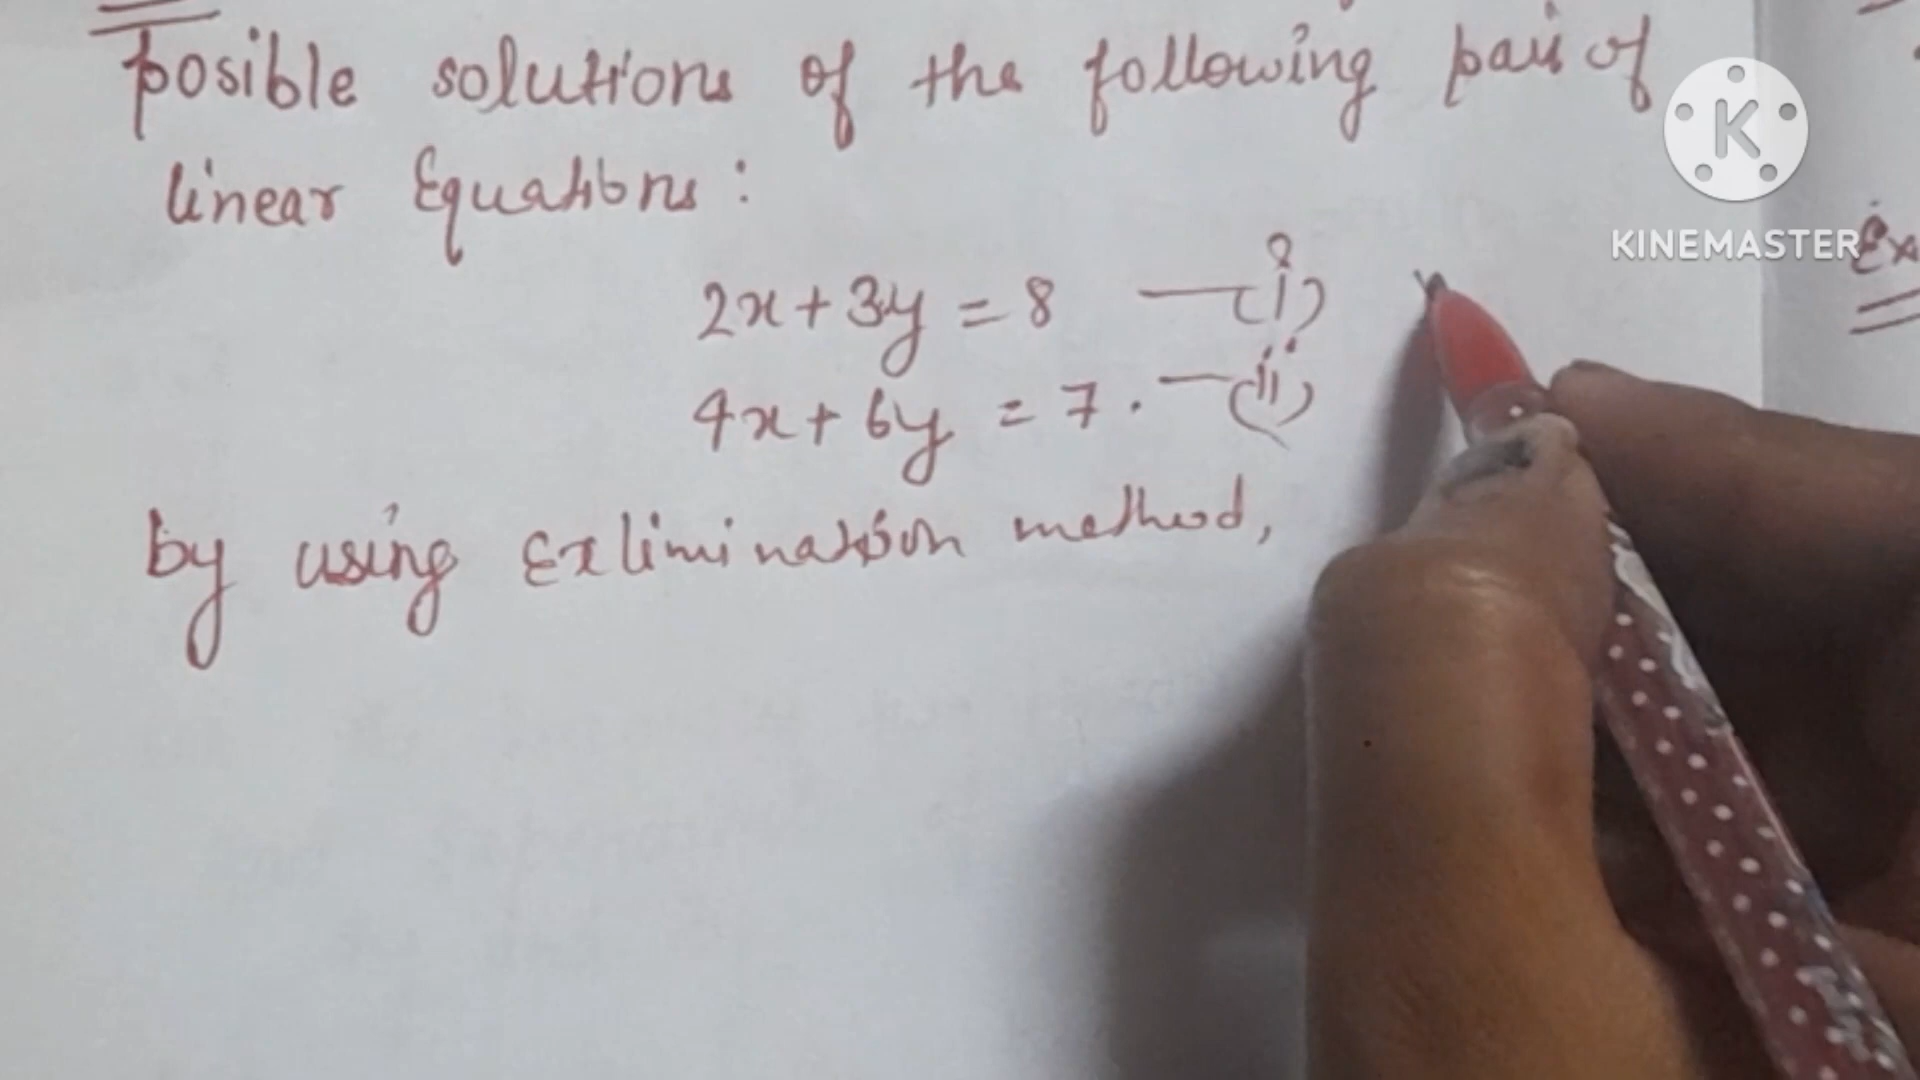 posible solutions of the following pair of
linear Equations:
2x + 3y = 8 —(i)
4x + 6y = 7. —(ii)
by using Exlimination method,
K
KINEMASTER
Ex